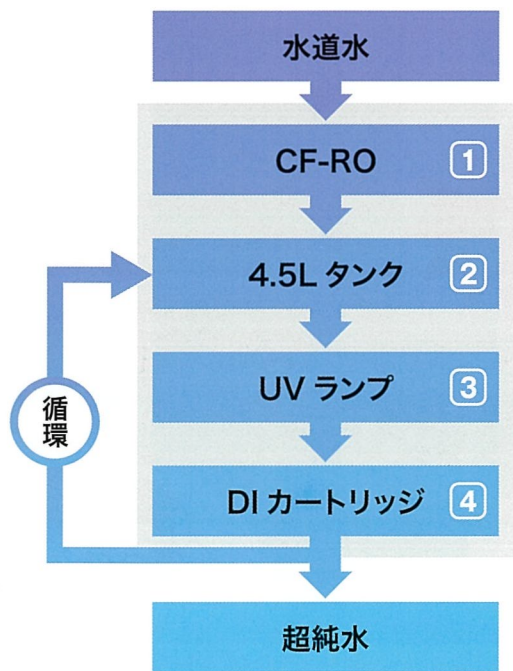 水道水
CF-RO 1
4.5L タンク 2
UV ランプ 3
DI カートリッジ 4
循環
超純水